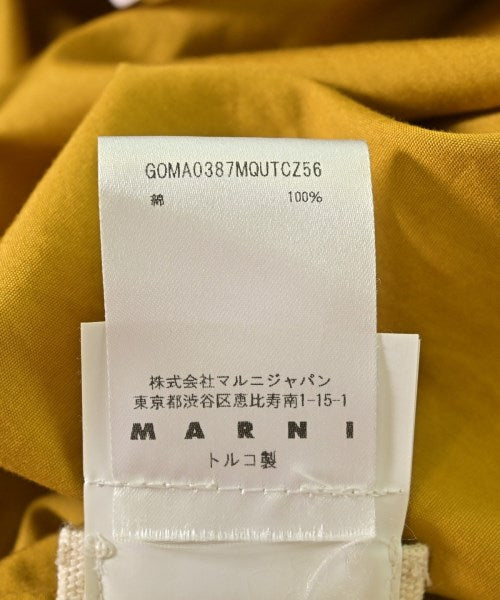 GOMA0387MQUTCZ56
綿 100%
株式会社マルニジャパン
東京都渋谷区恵比寿南1-15-1
MARNI
トルコ製